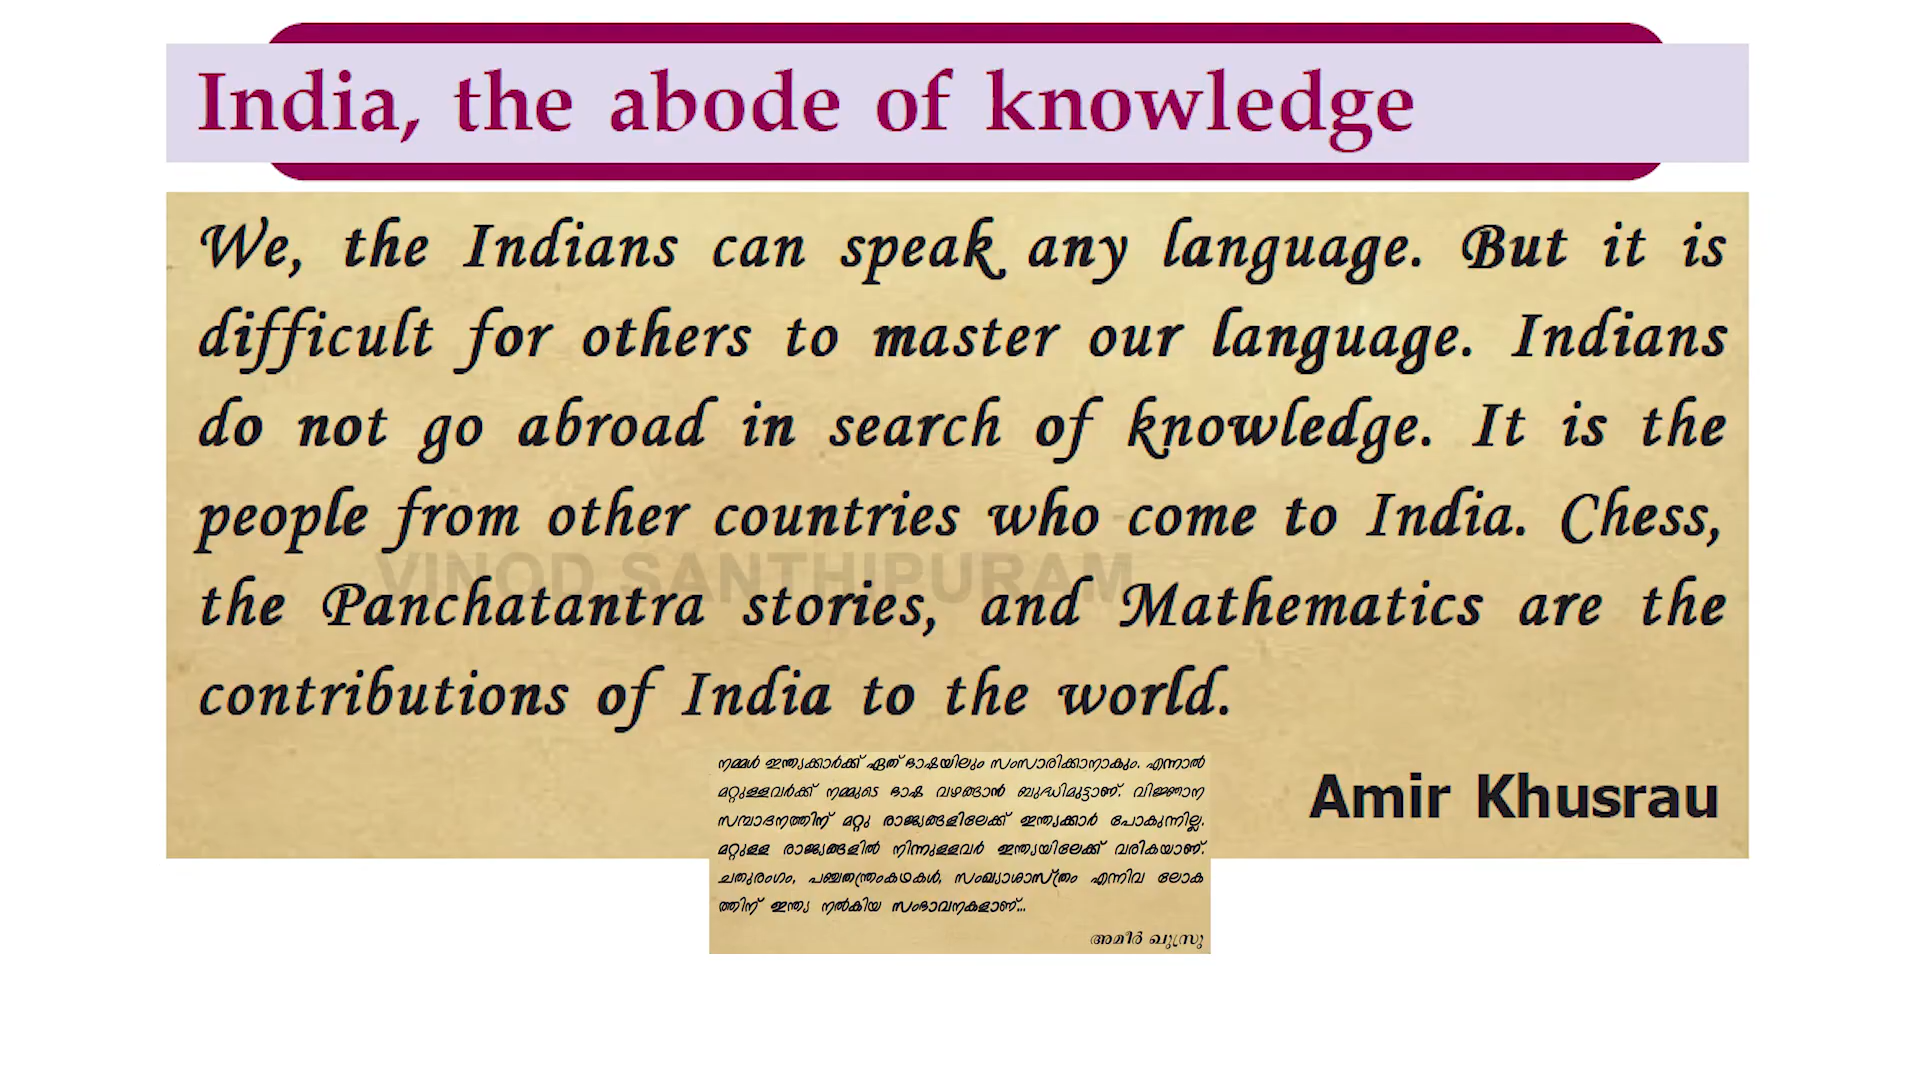 India, the abode of knowledge
We, the Indians can speak any language. But it is
difficult for others to master our language. Indians
do not go abroad in search of knowledge. It is the
people from other countries who come to India. Chess,
VINOD SANTHIPURAM
the Panchatantra stories, and Mathematics are the
contributions of India to the world.
Amir Khusrau
നമ്മൾ ഇന്ത്യക്കാർക്ക് ഏത് ഭാഷയിലും സംസാരിക്കാനാകും. എന്നാൽ
മറ്റുള്ളവർക്ക് നമ്മുടെ ഭാഷ വഴങ്ങാൻ ബുദ്ധിമുട്ടാണ്. വിജ്ഞാന
സമ്പാദനത്തിന് മറ്റു രാജ്യങ്ങളിലേക്ക് ഇന്ത്യക്കാർ പോകുന്നില്ല.
മറ്റുള്ള രാജ്യങ്ങളിൽ നിന്നുള്ളവർ ഇന്ത്യയിലേക്ക് വരികയാണ്.
ചതുരംഗം, പഞ്ചതന്ത്രംകഥകൾ, സംഖ്യാശാസ്ത്രം എന്നിവ ലോക
ത്തിന് ഇന്ത്യ നൽകിയ സംഭാവനകളാണ്...
അമീർ ഖുസ്രു